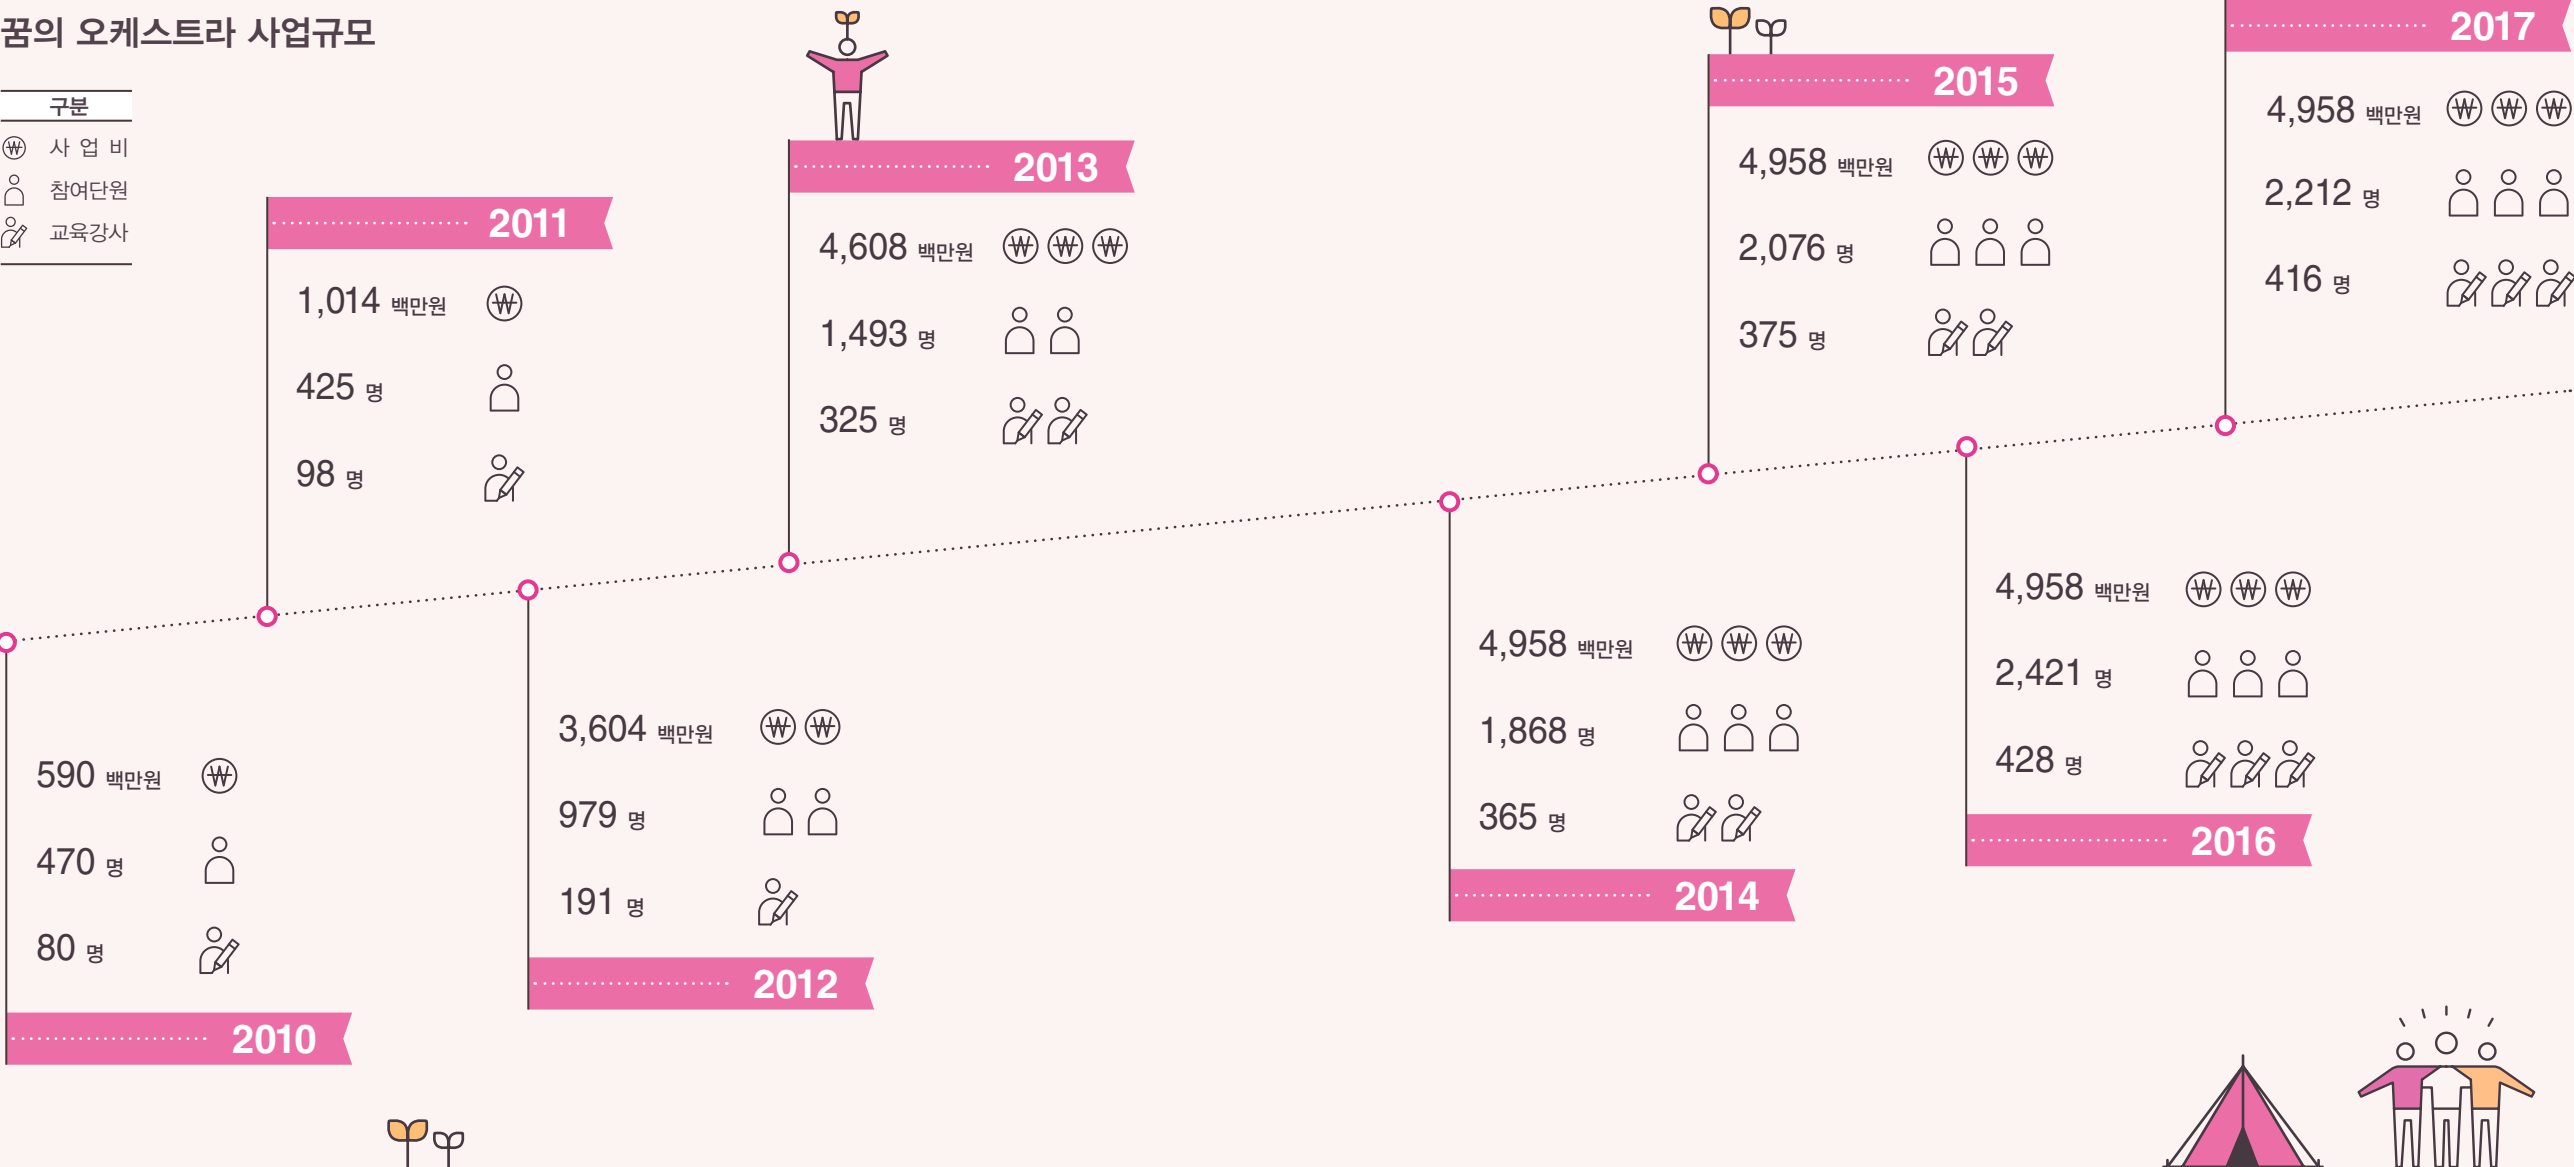 꿈의 오케스트라 사업규모
구분
사 업 비
참여단원
교육강사
2010
590 백만원
470 명
80 명
2011
1,014 백만원
425 명
98 명
2012
3,604 백만원
979 명
191 명
2013
4,608 백만원
1,493 명
325 명
2014
4,958 백만원
1,868 명
365 명
2015
4,958 백만원
2,076 명
375 명
2016
4,958 백만원
2,421 명
428 명
2017
4,958 백만원
2,212 명
416 명